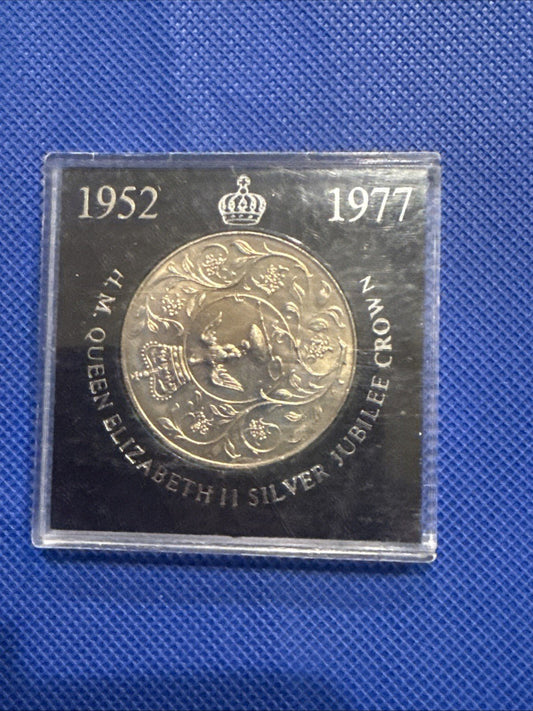 1952 1977
H.M. QUEEN ELIZABETH II SILVER JUBILEE CROWN